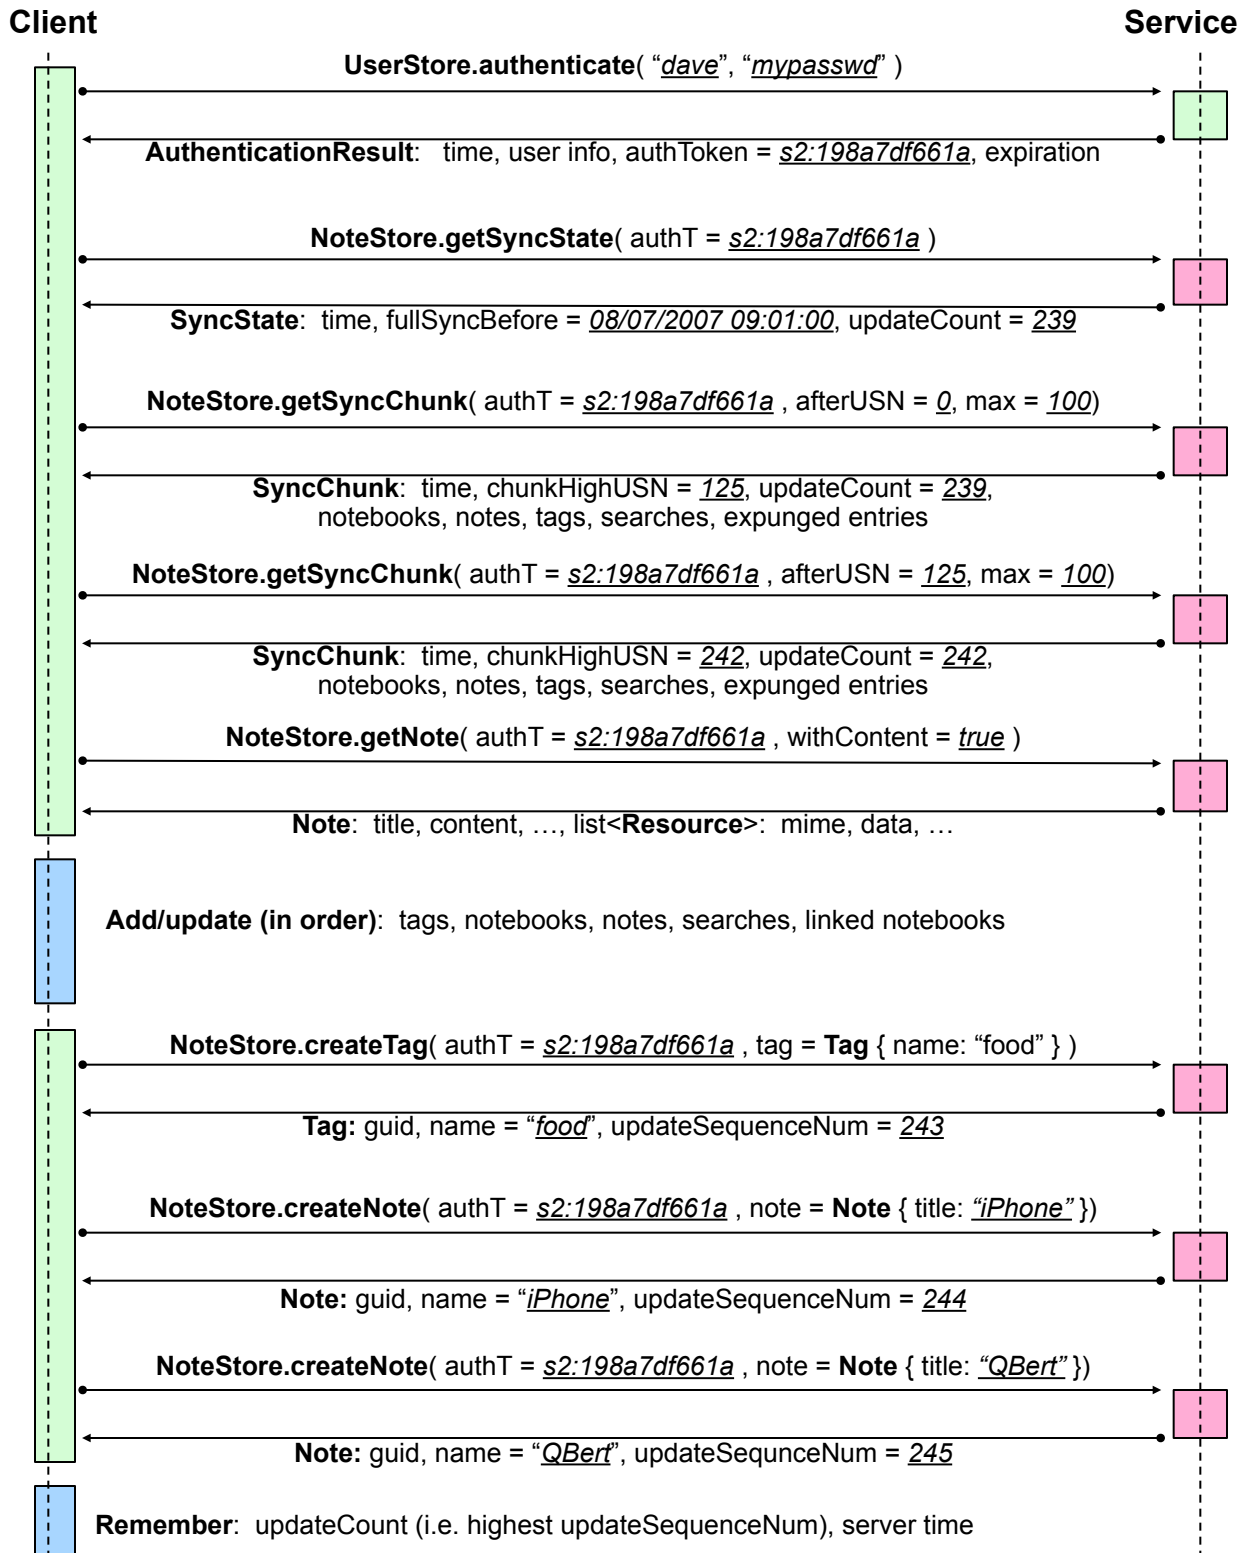 Client
Service
UserStore.authenticate( “dave”, “mypasswd” )
AuthenticationResult: time, user info, authToken = s2:198a7df661a, expiration
NoteStore.getSyncState( authT = s2:198a7df661a )
SyncState: time, fullSyncBefore = 08/07/2007 09:01:00, updateCount = 239
NoteStore.getSyncChunk( authT = s2:198a7df661a , afterUSN = 0, max = 100)
SyncChunk: time, chunkHighUSN = 125, updateCount = 239,
notebooks, notes, tags, searches, expunged entries
NoteStore.getSyncChunk( authT = s2:198a7df661a , afterUSN = 125, max = 100)
SyncChunk: time, chunkHighUSN = 242, updateCount = 242,
notebooks, notes, tags, searches, expunged entries
NoteStore.getNote( authT = s2:198a7df661a , withContent = true )
Note: title, content, …, list<Resource>: mime, data, …
Add/update (in order): tags, notebooks, notes, searches, linked notebooks
NoteStore.createTag( authT = s2:198a7df661a , tag = Tag { name: “food” } )
Tag: guid, name = “food”, updateSequenceNum = 243
NoteStore.createNote( authT = s2:198a7df661a , note = Note { title: “iPhone” })
Note: guid, name = “iPhone”, updateSequenceNum = 244
NoteStore.createNote( authT = s2:198a7df661a , note = Note { title: “QBert” })
Note: guid, name = “QBert”, updateSequnceNum = 245
Remember: updateCount (i.e. highest updateSequenceNum), server time